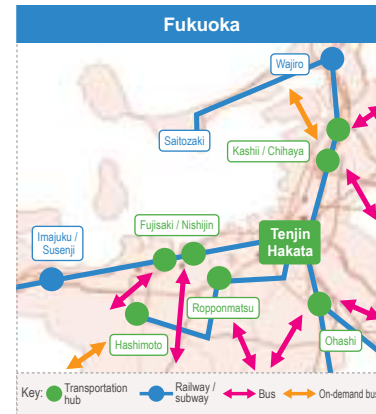 Fukuoka
Wajiro
Saitozaki
Kashii / Chihaya
Fujisaki / Nishijin
Tenjin
Hakata
Imajuku /
Susenji
Ropponmatsu
Hashimoto
Ohashi
Key: Transportation
hub
Railway /
subway
Bus
On-demand bus